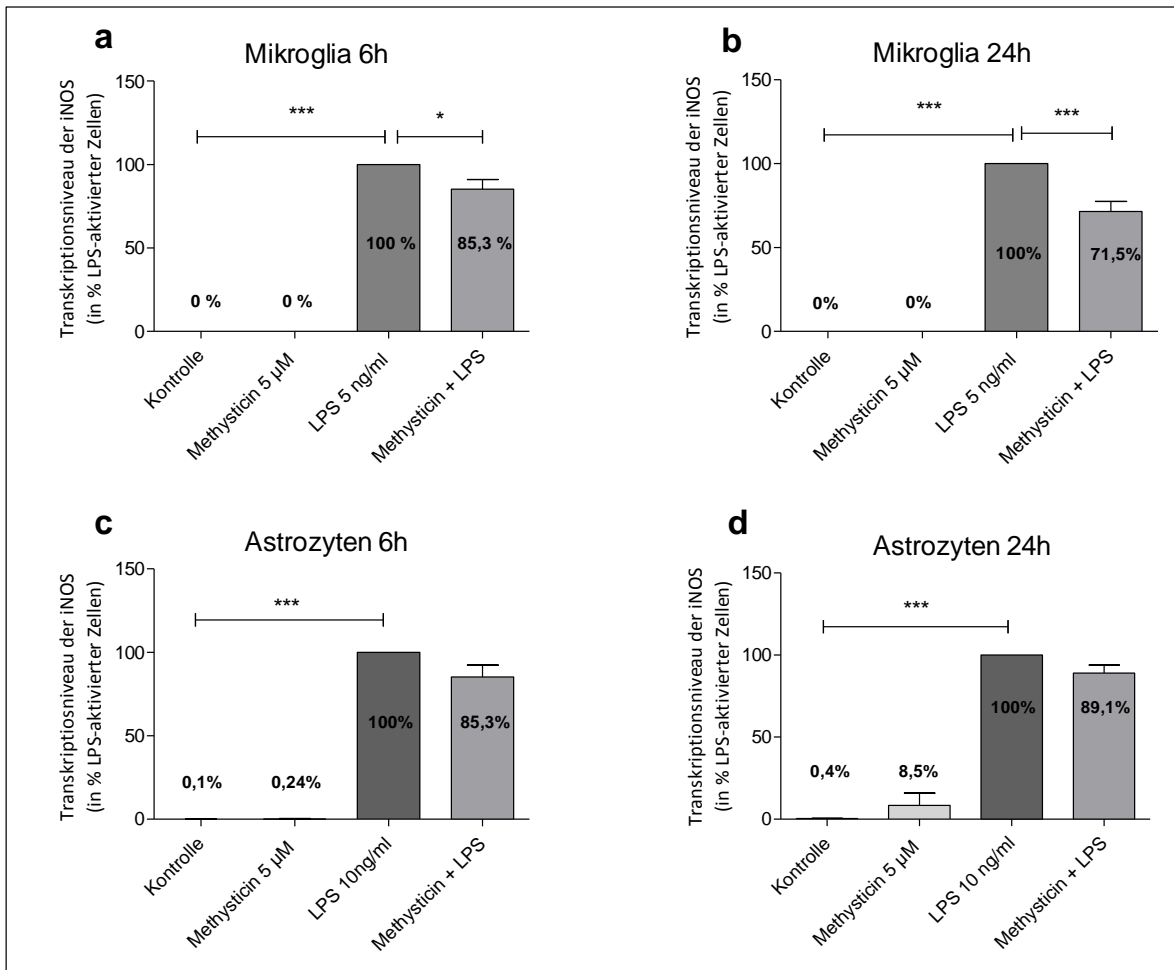 a
Mikroglia 6h
Transkriptionsniveau der iNOS
(in % LPS-aktivierter Zellen)
150
100
50
0
***
*
0 %
0 %
100 %
85,3 %
Kontrolle
Methysticin 5 µM
LPS 5 ng/ml
Methysticin + LPS
b
Mikroglia 24h
Transkriptionsniveau der iNOS
(in % LPS-aktivierter Zellen)
150
100
50
0
***
***
0%
0%
100%
71,5%
Kontrolle
Methysticin 5 µM
LPS 5 ng/ml
Methysticin + LPS
c
Astrozyten 6h
Transkriptiosniveau der iNOS
(in % LPS-aktivierter Zellen)
150
100
50
0
***
0,1%
0,24%
100%
85,3%
Kontrolle
Methysticin 5 µM
LPS 10ng/ml
Methysticin + LPS
d
Astrozyten 24h
Transkriptionsniveau der iNOS
(in % LPS-aktivierter Zellen)
150
100
50
0
***
0,4%
8,5%
100%
89,1%
Kontrolle
Methysticin 5 µM
LPS 10 ng/ml
Methysticin + LPS